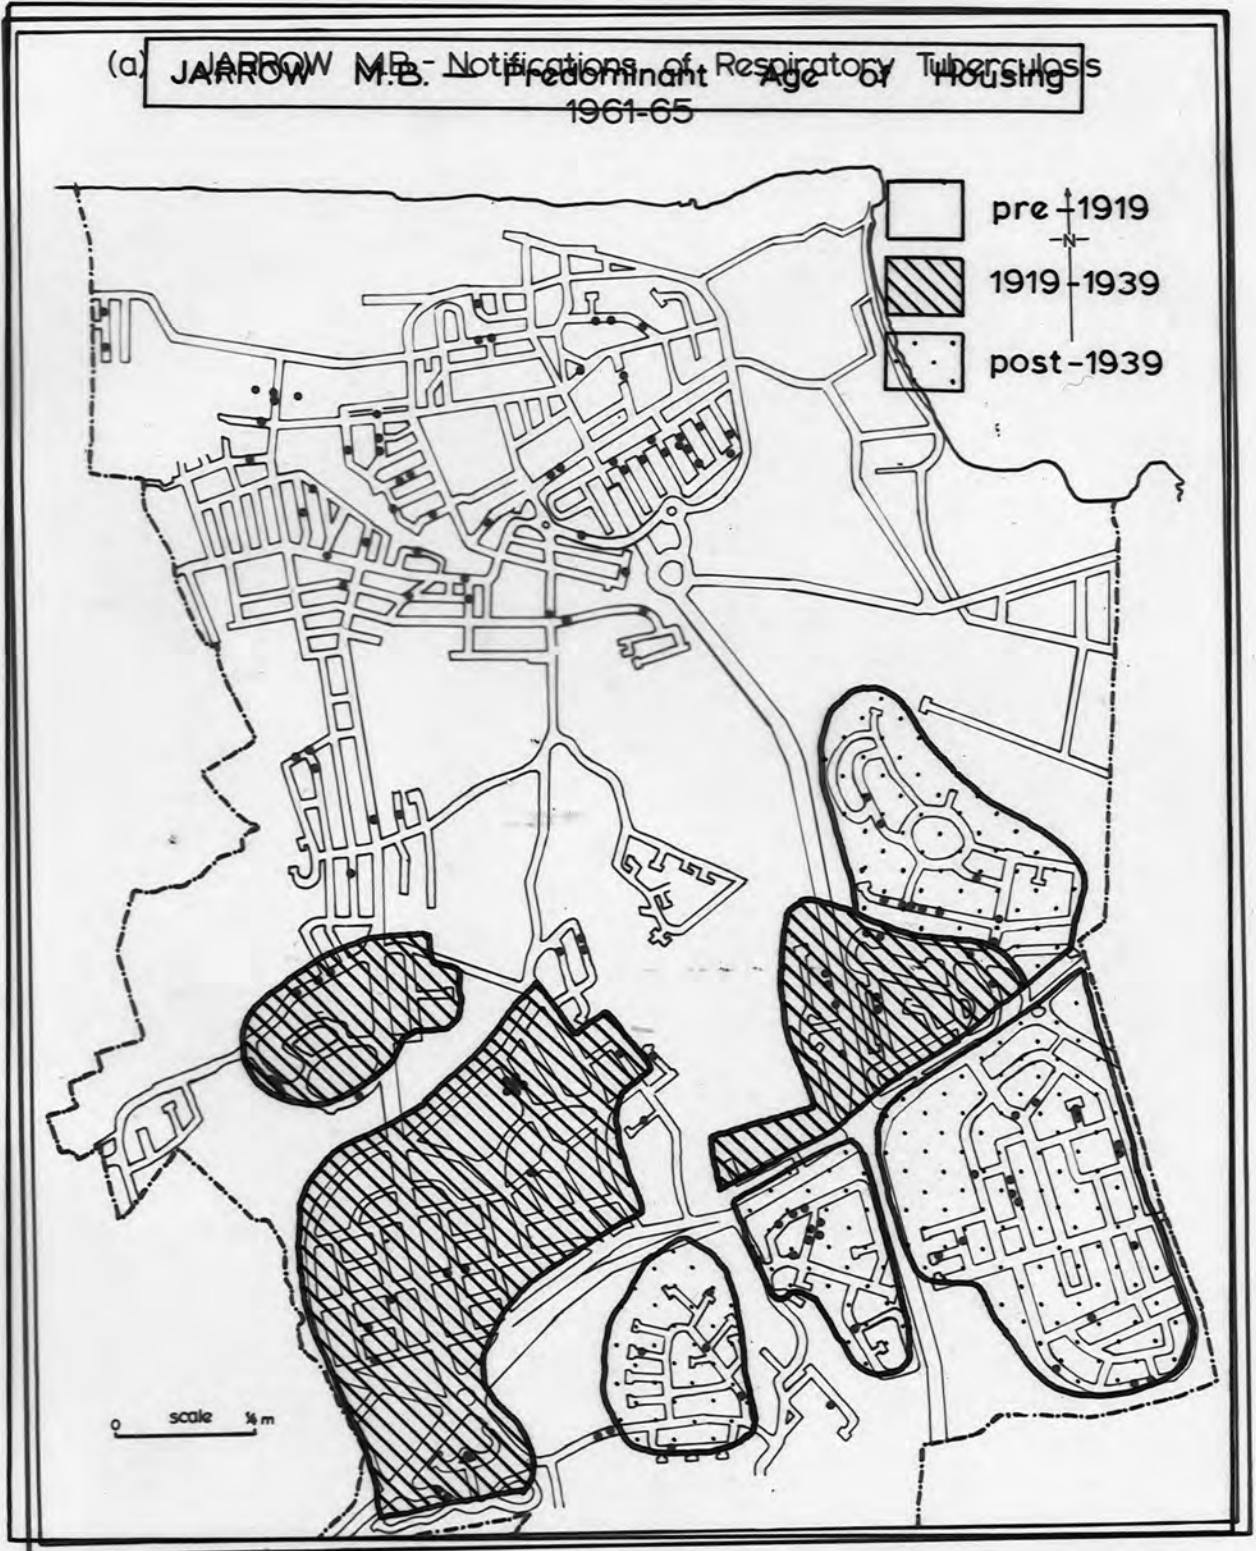 (a) JARROW M.B.- Notifications of Respiratory Tuberculosis
JARROW M.B. — Predominant Age of Housing
1961-65
pre-1919
N
1919-1939
post-1939
0 scale ¼ m